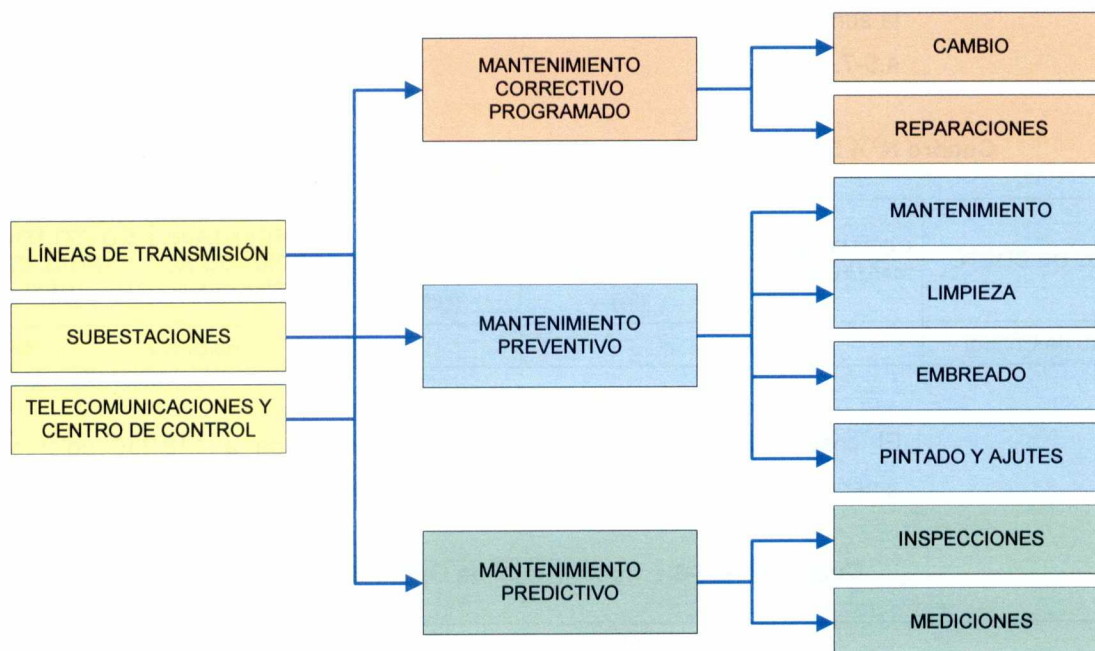 LÍNEAS DE TRANSMISIÓN
SUBESTACIONES
TELECOMUNICACIONES Y
CENTRO DE CONTROL
MANTENIMIENTO
CORRECTIVO
PROGRAMADO
MANTENIMIENTO
PREVENTIVO
MANTENIMIENTO
PREDICTIVO
CAMBIO
REPARACIONES
MANTENIMIENTO
LIMPIEZA
EMBREADO
PINTADO Y AJUTES
INSPECCIONES
MEDICIONES